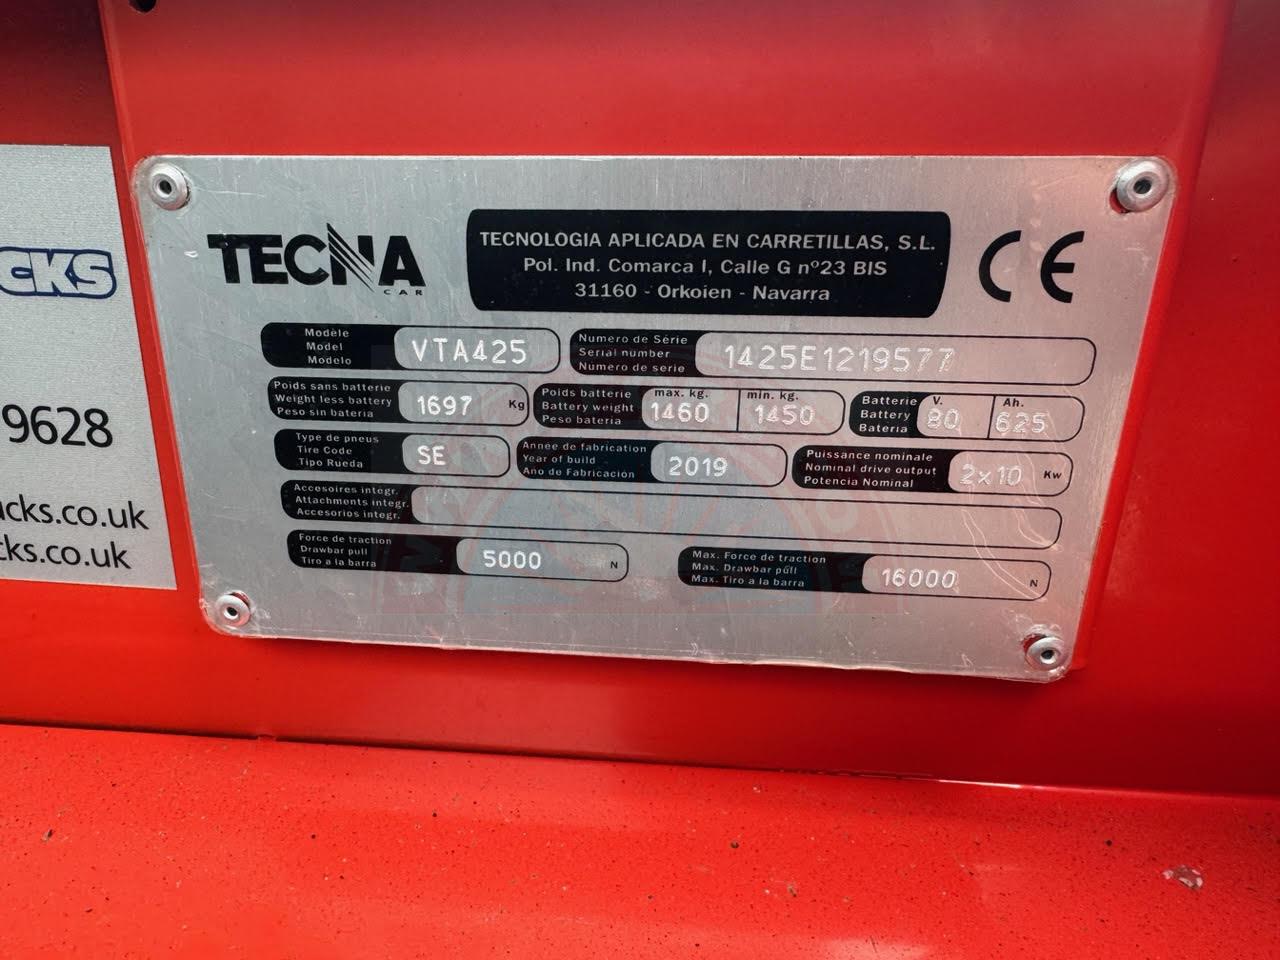 TECNA
CAR
TECNOLOGIA APLICADA EN CARRETILLAS, S.L.
Pol. Ind. Comarca I, Calle G nº23 BIS
31160 - Orkoien - Navarra
CE
Modèle
Model
Modelo
VTA425
Numero de Série
Serial number
Numero de serie
1425E1219577
Poids sans batterie
Weight less battery
Peso sin bateria
1697 Kg
Poids batterie
Battery weight
Peso bateria
max. kg.
1460
min. kg.
1450
Batterie
Battery
Bateria
V.
80
Ah.
625
Type de pneus
Tire Code
Tipo Rueda
SE
Année de fabrication
Year of build
Ano de Fabricación
2019
Puissance nominale
Nominal drive output
Potencia Nominal
2x10 Kw
Accesoires integr.
Attachments integr.
Accesorios integr.
Force de traction
Drawbar pull
Tiro a la barra
5000 N
Max. Force de traction
Max. Drawbar pull
Max. Tiro a la barra
16000 N
CKS
9628
cks.co.uk
cks.co.uk